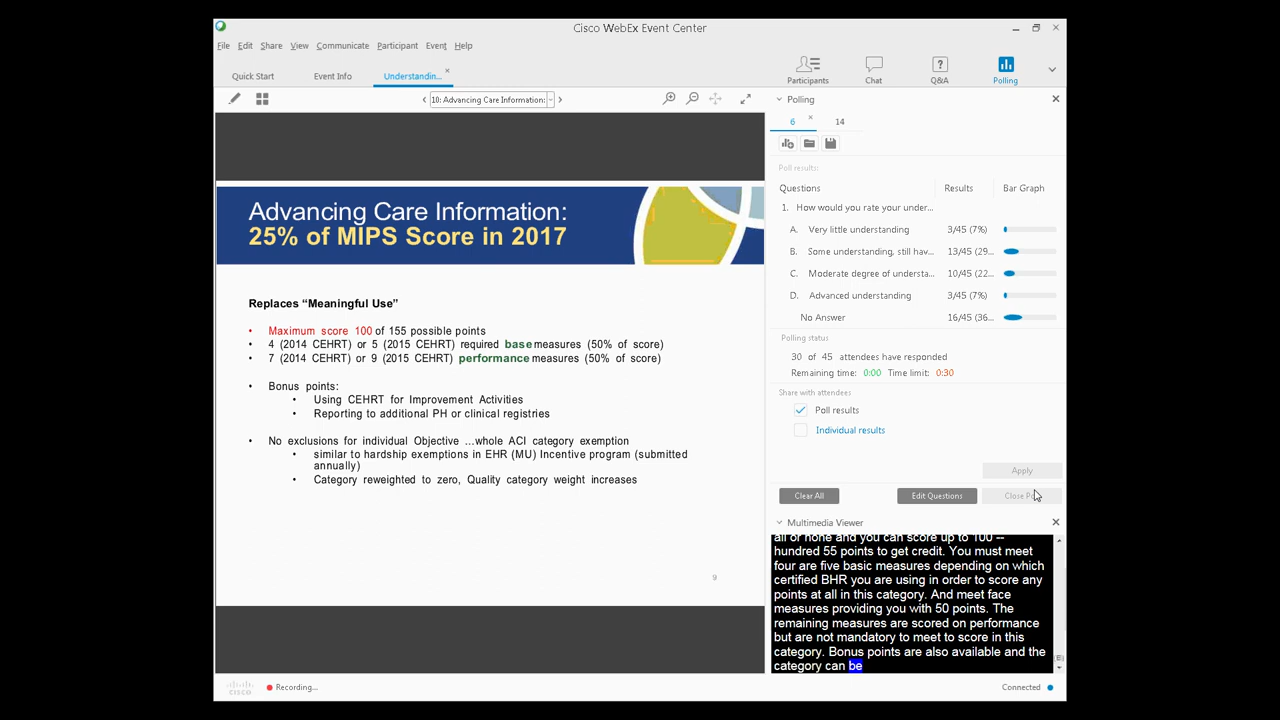 Cisco WebEx Event Center
File Edit Share View Communicate Participant Event Help
Quick Start Event Info Understandin...
Participants Chat Q&A Polling
10: Advancing Care Information:
Advancing Care Information:
25% of MIPS Score in 2017
Replaces “Meaningful Use”
• Maximum score 100 of 155 possible points
• 4 (2014 CEHRT) or 5 (2015 CEHRT) required base measures (50% of score)
• 7 (2014 CEHRT) or 9 (2015 CEHRT) performance measures (50% of score)
• Bonus points:
• Using CEHRT for Improvement Activities
• Reporting to additional PH or clinical registries
• No exclusions for individual Objective ...whole ACI category exemption
• similar to hardship exemptions in EHR (MU) Incentive program (submitted
annually)
• Category reweighted to zero, Quality category weight increases
9
Polling
6 14
Poll results:
Questions Results Bar Graph
1. How would you rate your under...
A. Very little understanding 3/45 (7%)
B. Some understanding, still hav... 13/45 (29...
C. Moderate degree of understa... 10/45 (22...
D. Advanced understanding 3/45 (7%)
No Answer 16/45 (36...
Polling status
30 of 45 attendees have responded
Remaining time: 0:00 Time limit: 0:30
Share with attendees
Poll results
Individual results
Apply
Clear All Edit Questions Close Po
Multimedia Viewer
all or none and you can score up to 100 --
hundred 55 points to get credit. You must meet
four are five basic measures depending on which
certified BHR you are using in order to score any
points at all in this category. And meet face
measures providing you with 50 points. The
remaining measures are scored on performance
but are not mandatory to meet to score in this
category. Bonus points are also available and the
category can be
cisco Recording... Connected